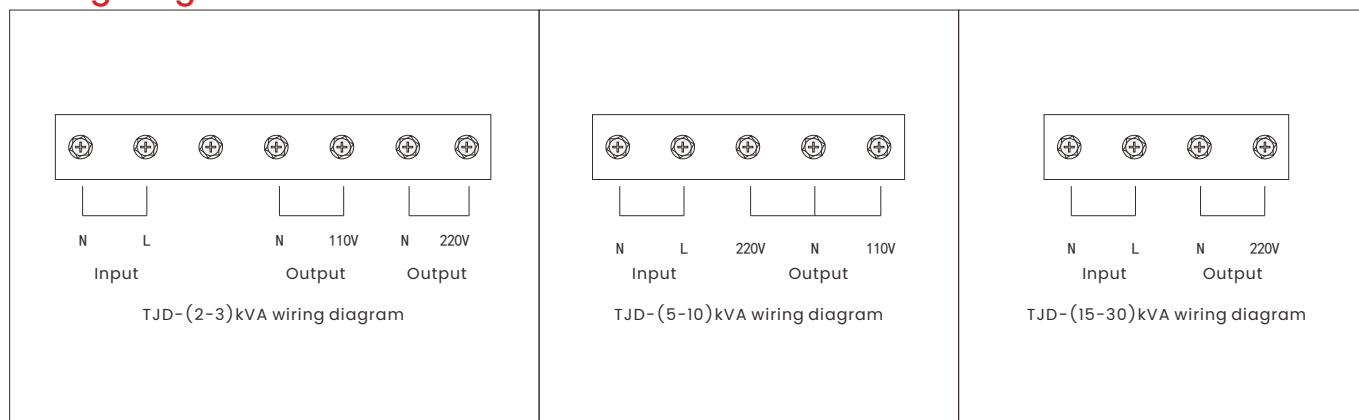 N L N 110V N 220V
Input Output Output
TJD-(2-3)kVA wiring diagram
N L 220V N 110V
Input Output
TJD-(5-10)kVA wiring diagram
N L N 220V
Input Output
TJD-(15-30)kVA wiring diagram